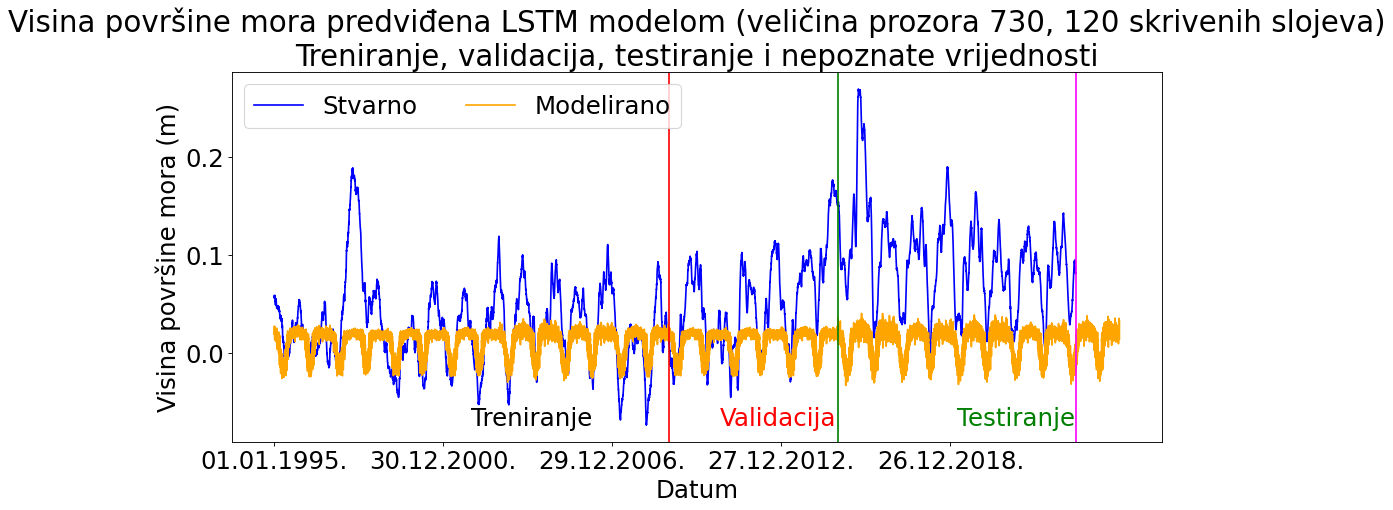 Visina površine mora predviđena LSTM modelom (veličina prozora 730, 120 skrivenih slojeva)
Treniranje, validacija, testiranje i nepoznate vrijednosti
Stvarno Modelirano
Visina površine mora (m)
0.2
0.1
0.0
Treniranje Validacija Testiranje
01.01.1995. 30.12.2000. 29.12.2006. 27.12.2012. 26.12.2018.
Datum